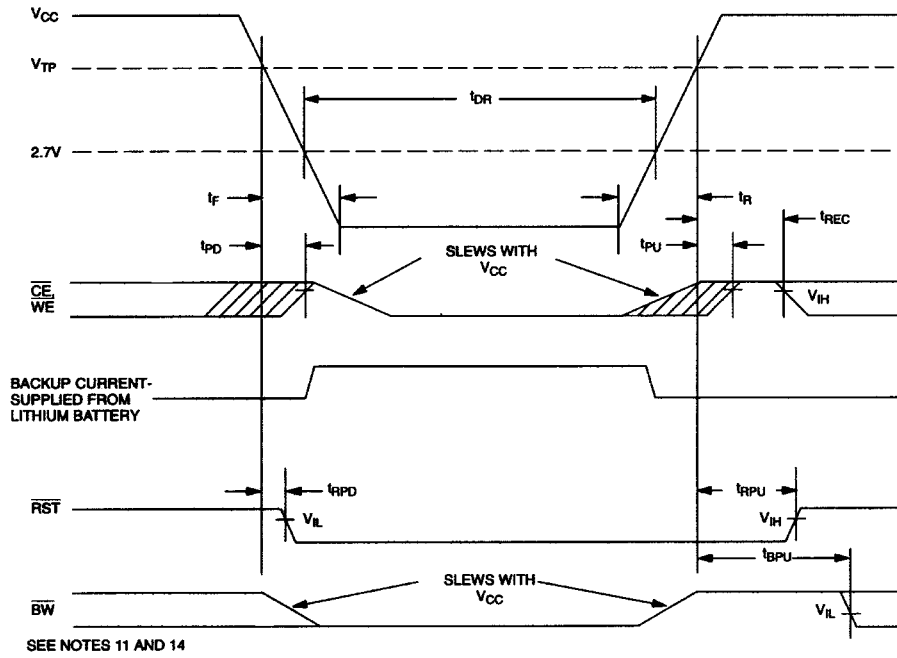 VCC
VTP
tDR
2.7V
tF
tR
tREC
tPD
SLEWS WITH
VCC
tPU
CE,
WE
VIH
BACKUP CURRENT-
SUPPLIED FROM
LITHIUM BATTERY
tRPD
tRPU
RST
VIL
VIH
tBPU
SLEWS WITH
VCC
BW
VIL
SEE NOTES 11 AND 14